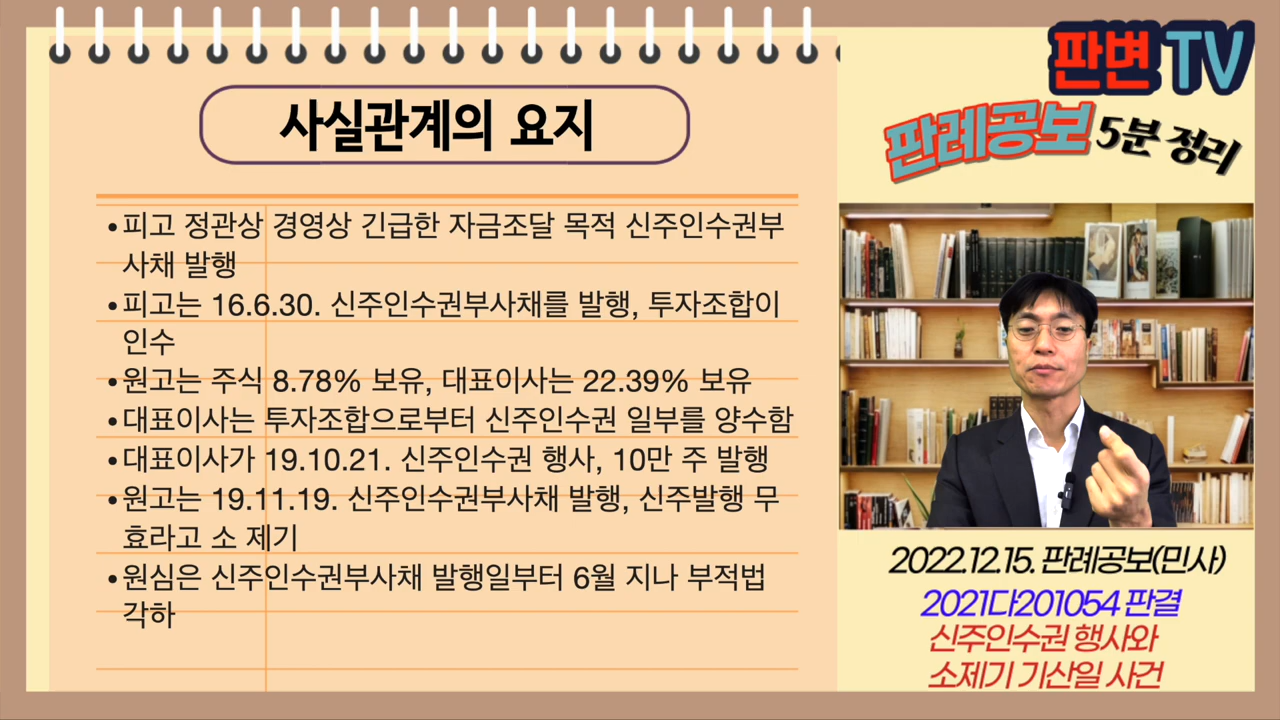 사실관계의 요지
•피고 정관상 경영상 긴급한 자금조달 목적 신주인수권부
사채 발행
•피고는 16.6.30. 신주인수권부사채를 발행, 투자조합이
인수
•원고는 주식 8.78% 보유, 대표이사는 22.39% 보유
•대표이사는 투자조합으로부터 신주인수권 일부를 양수함
•대표이사가 19.10.21. 신주인수권 행사, 10만 주 발행
•원고는 19.11.19. 신주인수권부사채 발행, 신주발행 무
효라고 소 제기
•원심은 신주인수권부사채 발행일부터 6월 지나 부적법
각하
판변 TV
판례공보 5분 정리
2022.12.15. 판례공보(민사)
2021다201054 판결
신주인수권 행사와
소제기 기산일 사건